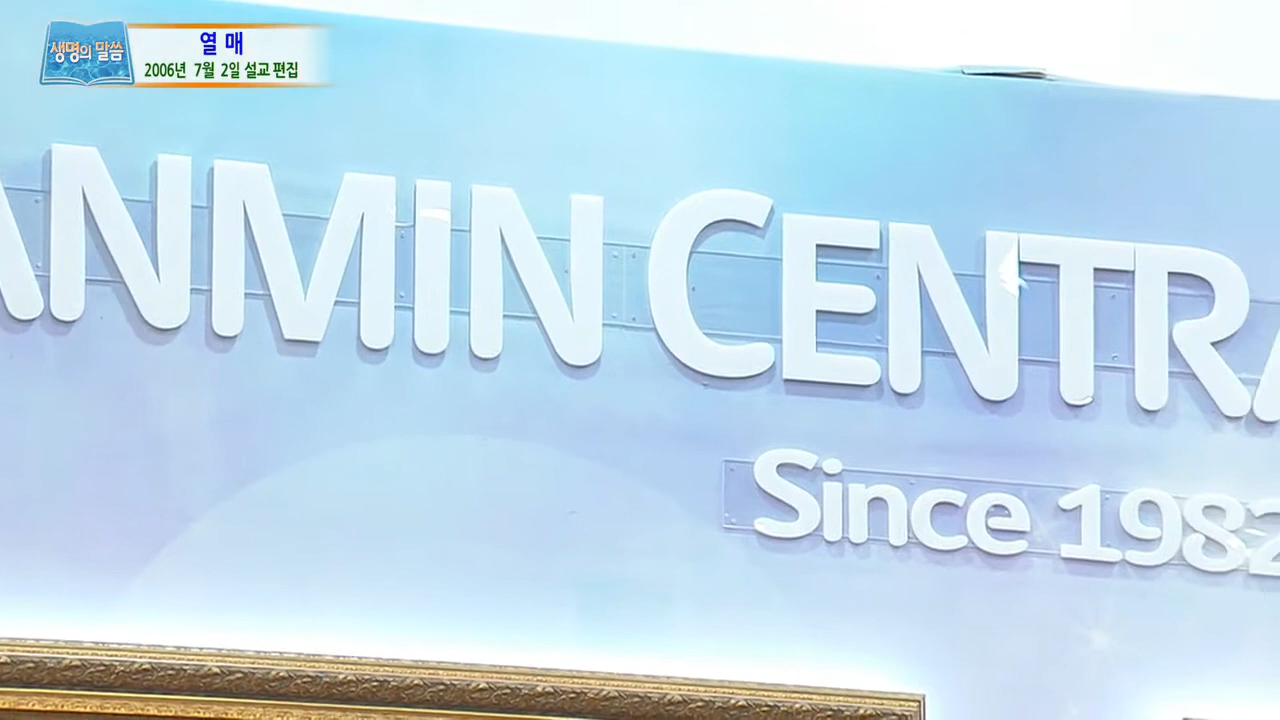 생명의 말씀
열 매
2006년 7월 2일 설교 편집
ANMIN CENTRA
Since 1982